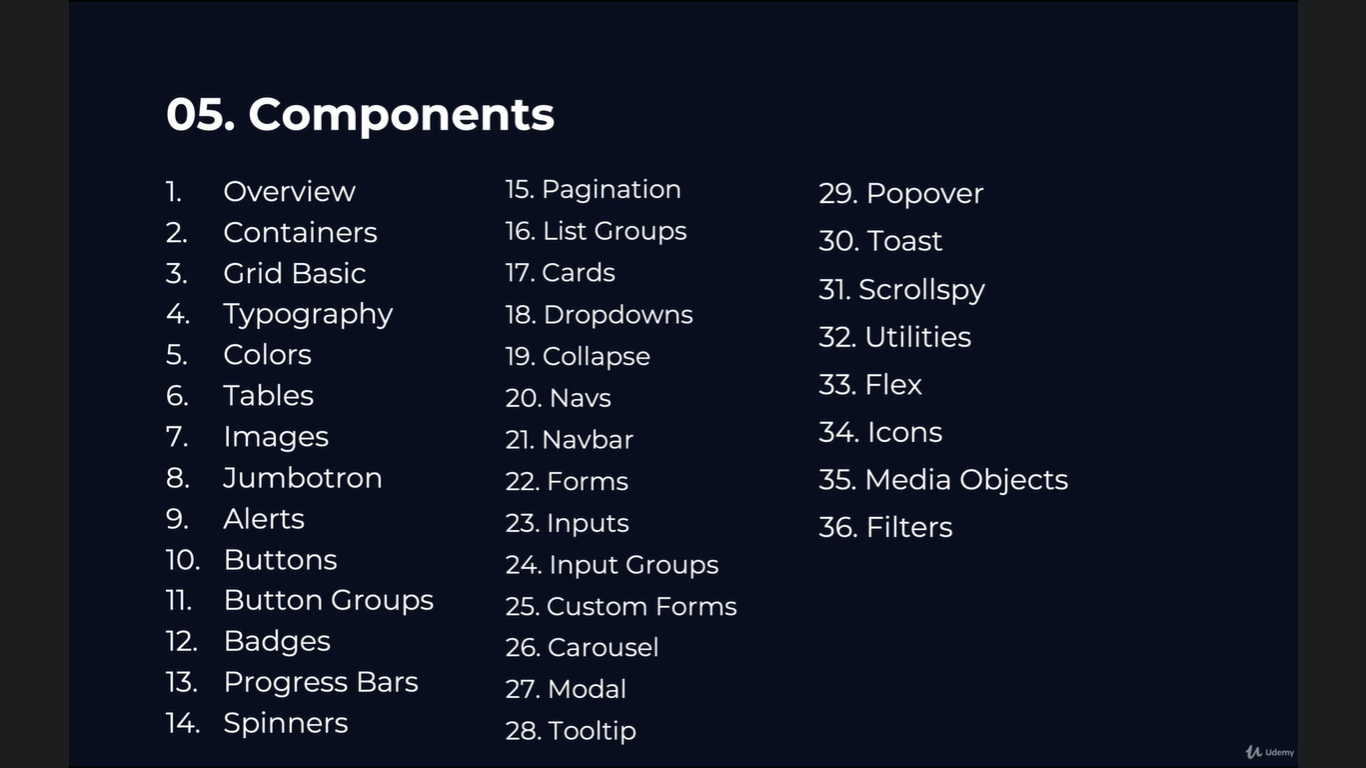 05. Components
1. Overview
2. Containers
3. Grid Basic
4. Typography
5. Colors
6. Tables
7. Images
8. Jumbotron
9. Alerts
10. Buttons
11. Button Groups
12. Badges
13. Progress Bars
14. Spinners
15. Pagination
16. List Groups
17. Cards
18. Dropdowns
19. Collapse
20. Navs
21. Navbar
22. Forms
23. Inputs
24. Input Groups
25. Custom Forms
26. Carousel
27. Modal
28. Tooltip
29. Popover
30. Toast
31. Scrollspy
32. Utilities
33. Flex
34. Icons
35. Media Objects
36. Filters
Udemy